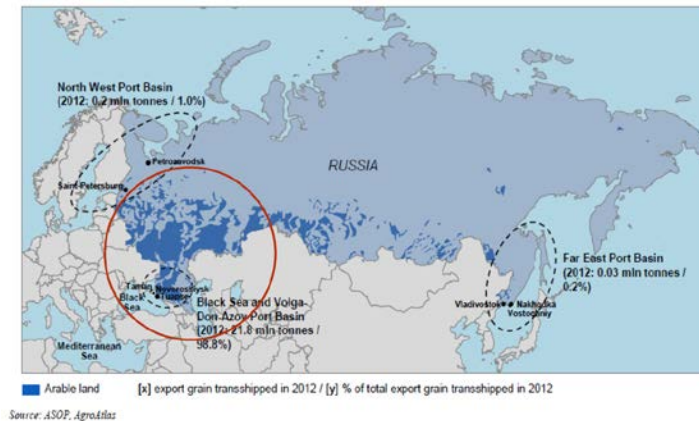 North West Port Basin
(2012: 0.2 mln tonnes / 1.0%)
Petrozavodsk
RUSSIA
Saint-Petersburg
Taman
Novorossiysk
Tuapse
Black
Sea
Black Sea and Volga-
Don-Azov Port Basin
(2012: 21.8 mln tonnes /
98.8%)
Far East Port Basin
(2012: 0.03 mln tonnes /
0.2%)
Vladivostok
Nakhodka
Vostochniy
Mediterranean
Sea
Arable land
[x] export grain transshipped in 2012 / [y] % of total export grain transshipped in 2012
Source: ASOP, AgroAtlas